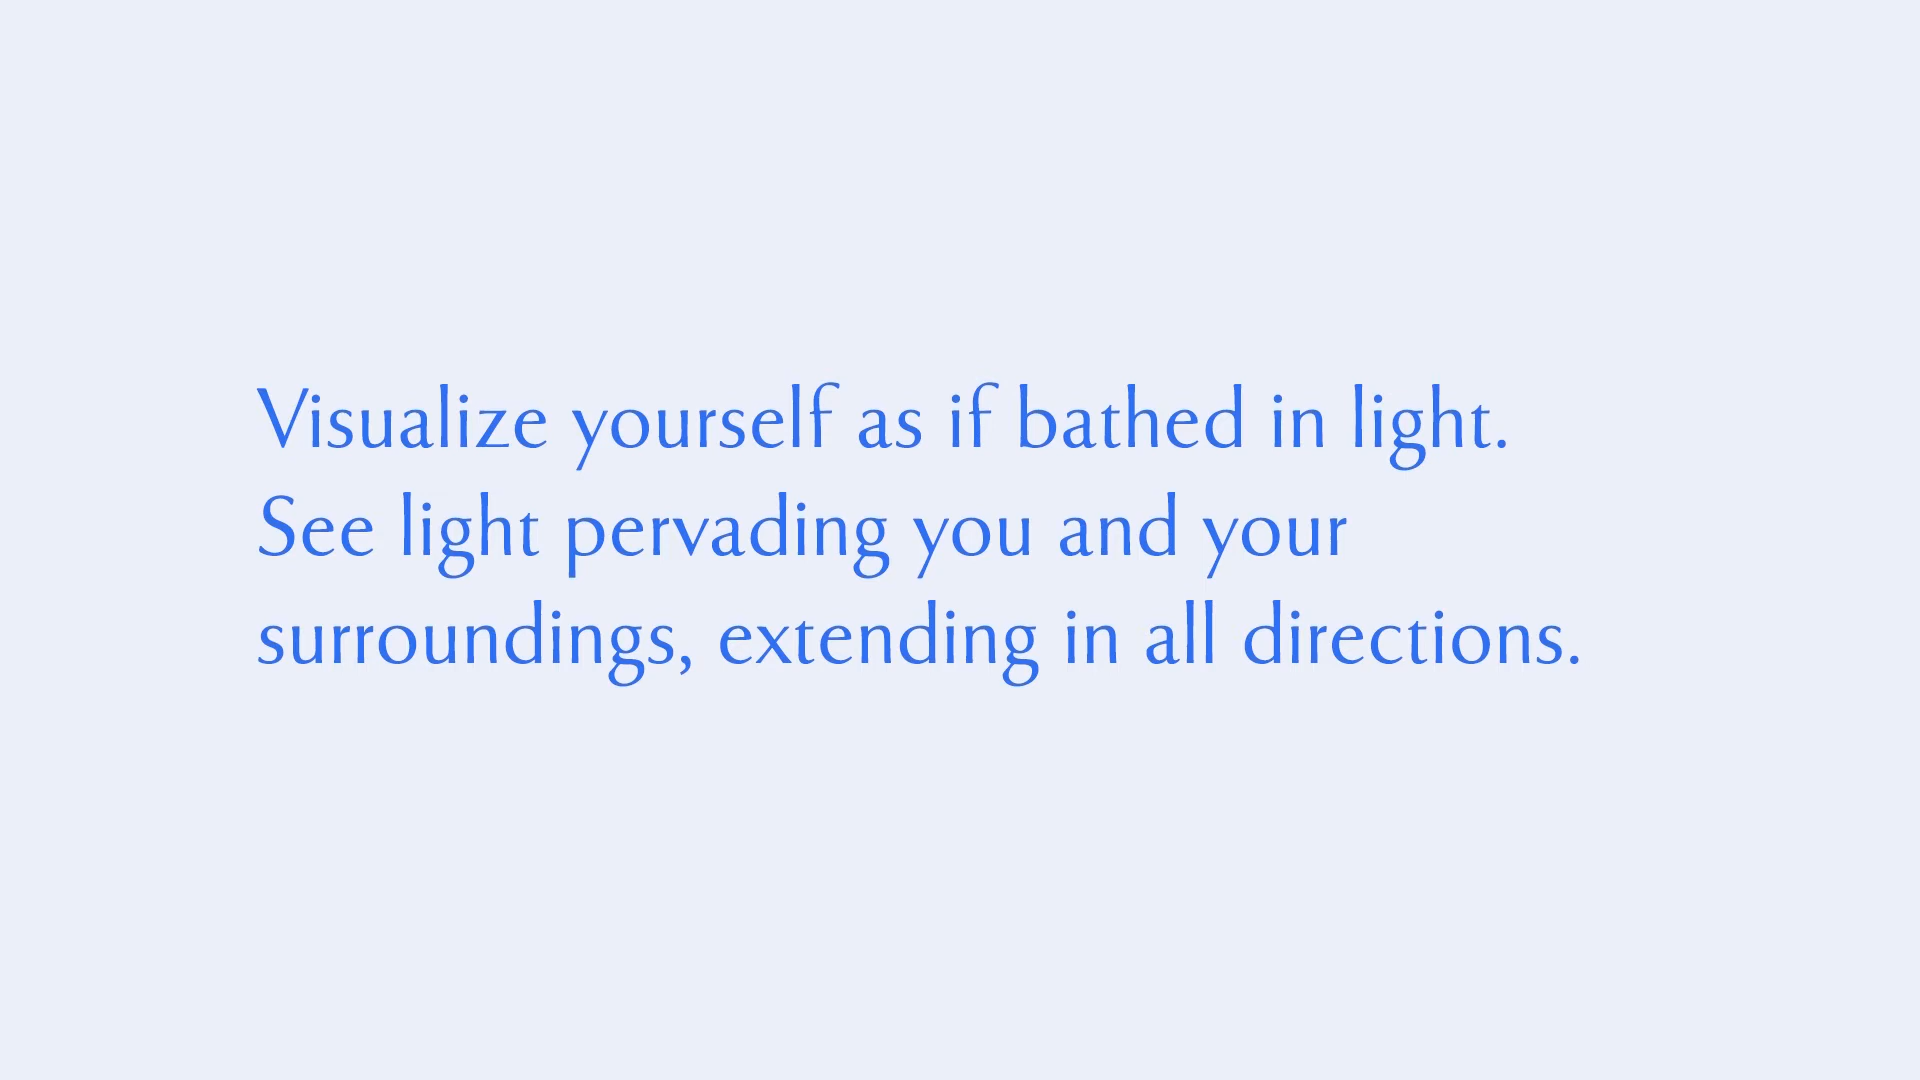 Visualize yourself as if bathed in light.
See light pervading you and your
surroundings, extending in all directions.